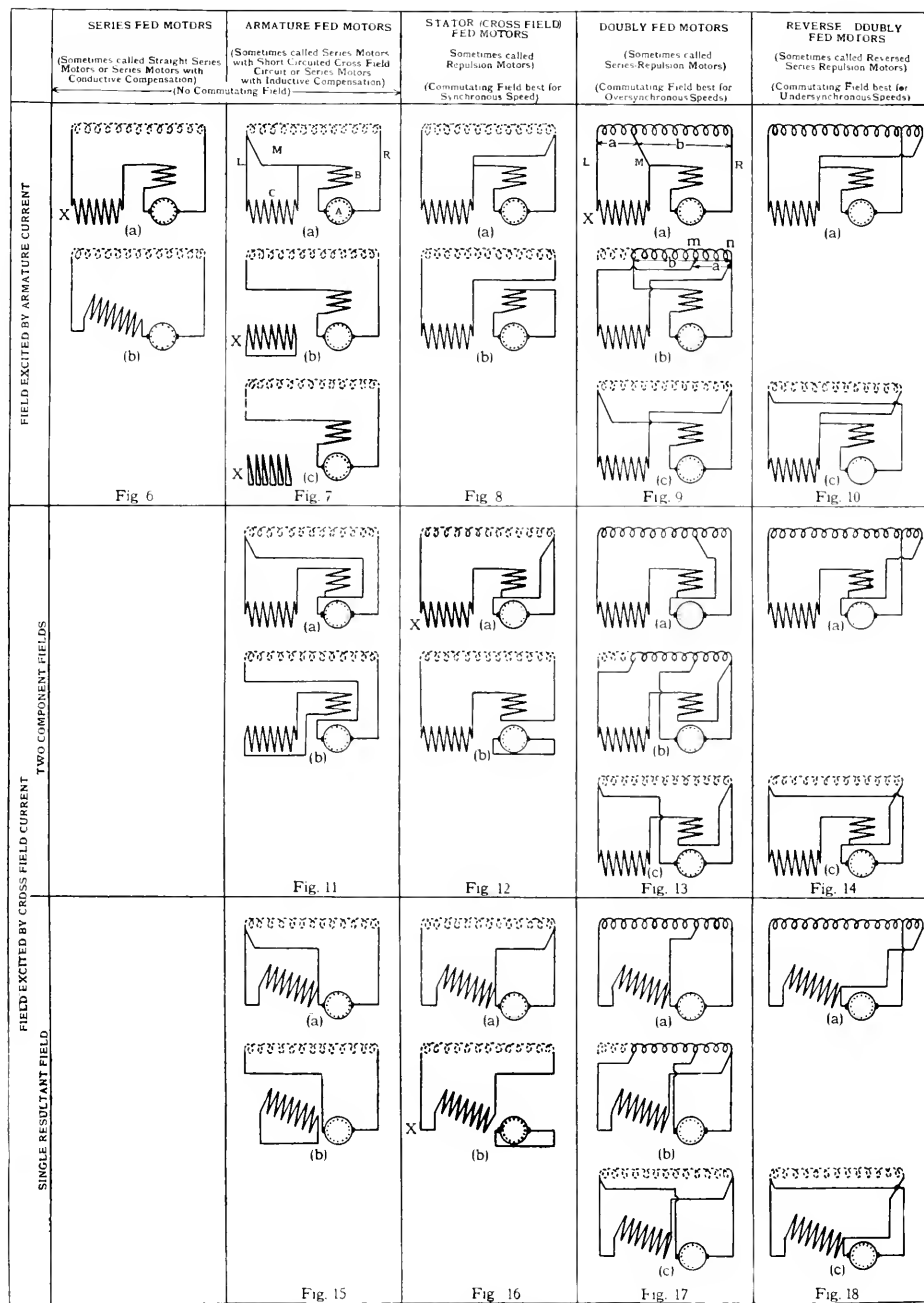 SERIES FED MOTORS
(Sometimes called Straight Series
Motors or Series Motors with
Conductive Compensation)
ARMATURE FED MOTORS
(Sometimes called Series Motors
with Short Circuited Cross Field
Circuit or Series Motors
with Inductive Compensation)
(No Commutating Field)
STATOR (CROSS FIELD)
FED MOTORS
Sometimes called
Repulsion Motors)
(Commutating Field best for
Synchronous Speed)
DOUBLY FED MOTORS
(Sometimes called
Series-Repulsion Motors)
(Commutating Field best for
Oversynchronous Speeds)
REVERSE DOUBLY
FED MOTORS
(Sometimes called Reversed
Series Repulsion Motors)
(Commutating Field best for
Undersynchronous Speeds)
FIELD EXCITED BY ARMATURE CURRENT
X
(a)
(b)
Fig 6
L
M
R
B
C
A
(a)
X
(b)
X
(c)
Fig. 7
(a)
(b)
Fig 8
a
b
L
M
R
X
(a)
m
n
b
a
(b)
(c)
Fig. 9
(a)
(c)
Fig. 10
FIELD EXCITED BY CROSS FIELD CURRENT
TWO COMPONENT FIELDS
(a)
(b)
Fig. 11
X
(a)
(b)
Fig. 12
(a)
(b)
(c)
Fig. 13
(a)
(c)
Fig. 14
SINGLE RESULTANT FIELD
(a)
(b)
Fig. 15
(a)
X
(b)
Fig. 16
(a)
(b)
(c)
Fig. 17
(a)
(c)
Fig. 18